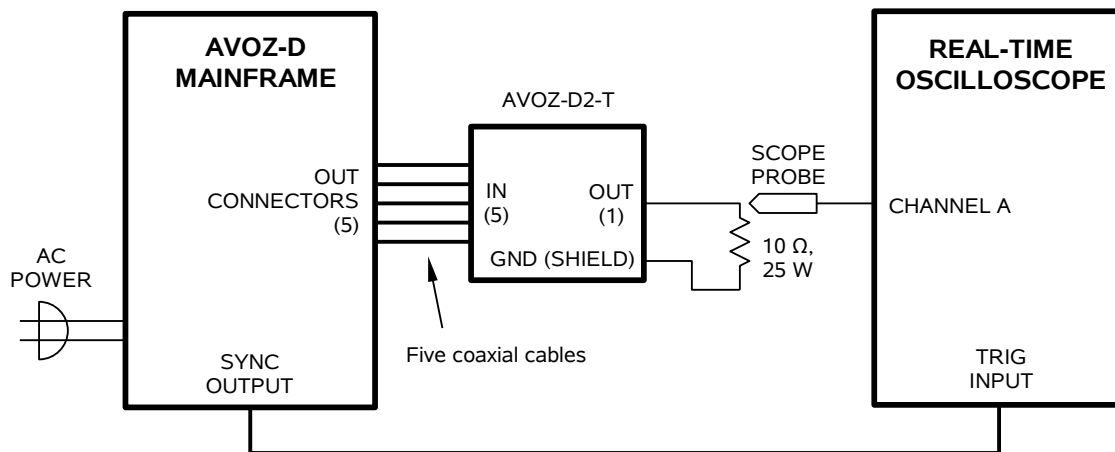 AVOZ-D
MAINFRAME
OUT
CONNECTORS
(5)
AC
POWER
SYNC
OUTPUT
AVOZ-D2-T
IN
(5)
OUT
(1)
GND (SHIELD)
Five coaxial cables
SCOPE
PROBE
10 Ω,
25 W
REAL-TIME
OSCILLOSCOPE
CHANNEL A
TRIG
INPUT